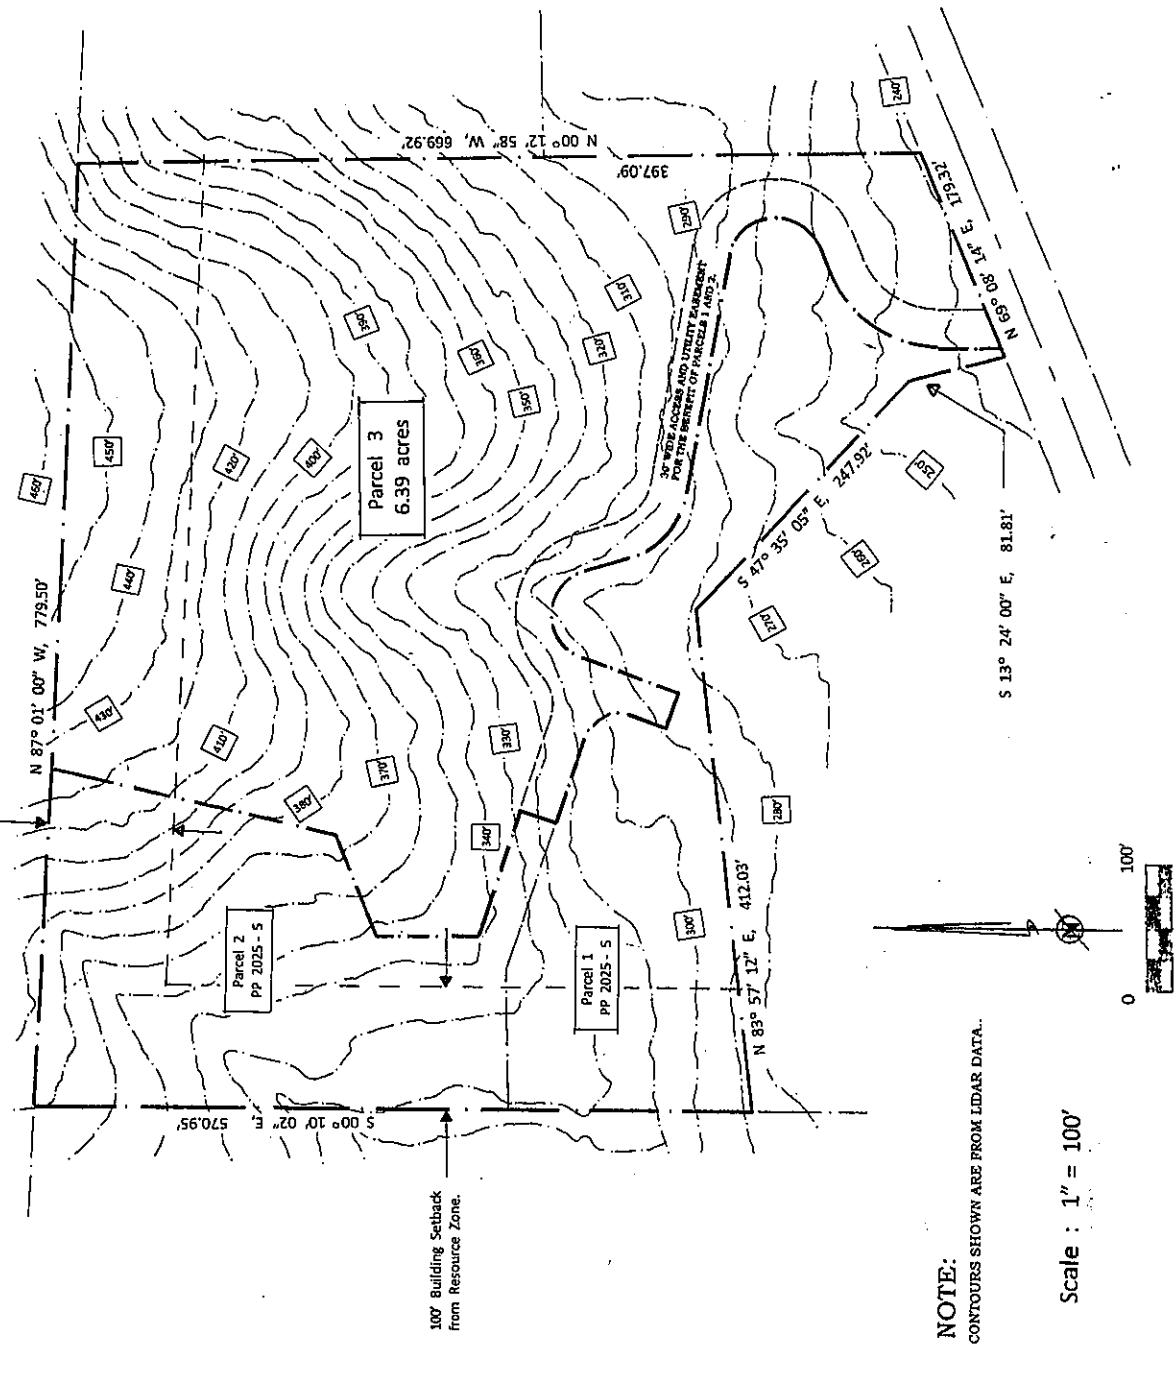 N 87° 01' 00" W, 779.50'
460'
450'
440'
430'
420'
410'
400'
390'
380'
370'
360'
350'
340'
330'
320'
310'
300'
290'
280'
270'
260'
250'
240'
Parcel 3
6.39 acres
Parcel 2
PP 2025 - S
Parcel 1
PP 2025 - S
N 00° 12' 58" W, 669.92'
397.09'
30' WIDE ACCESS AND UTILITY EASEMENT
FOR THE BENEFIT OF PARCELS 1 AND 2.
S 00° 10' 02" E, 570.95'
N 83° 57' 12" E, 412.03'
S 47° 35' 05" E, 247.92'
S 13° 24' 00" E, 81.81'
N 69° 08' 14" E, 179.32'
100' Building Setback
from Resource Zone.
NOTE:
CONTOURS SHOWN ARE FROM LIDAR DATA..
Scale : 1" = 100'
0
100'
N